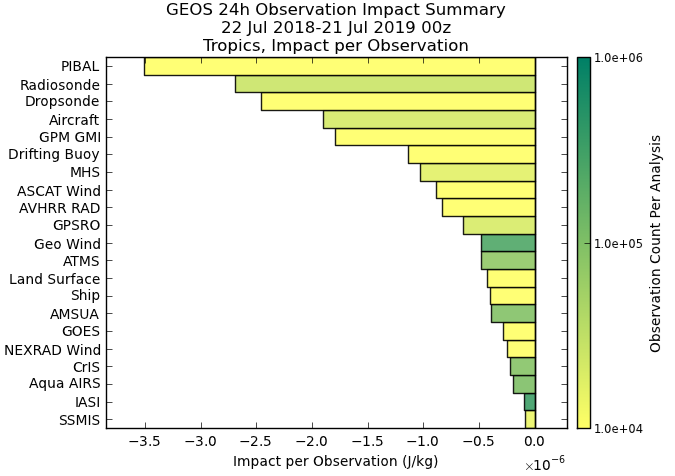 GEOS 24h Observation Impact Summary
22 Jul 2018-21 Jul 2019 00z
Tropics, Impact per Observation
PIBAL
Radiosonde
Dropsonde
Aircraft
GPM GMI
Drifting Buoy
MHS
ASCAT Wind
AVHRR RAD
GPSRO
Geo Wind
ATMS
Land Surface
Ship
AMSUA
GOES
NEXRAD Wind
CrIS
Aqua AIRS
IASI
SSMIS
−3.5 −3.0 −2.5 −2.0 −1.5 −1.0 −0.5 0.0
×10⁻⁶
Impact per Observation (J/kg)
1.0e+06
1.0e+05
1.0e+04
Observation Count Per Analysis